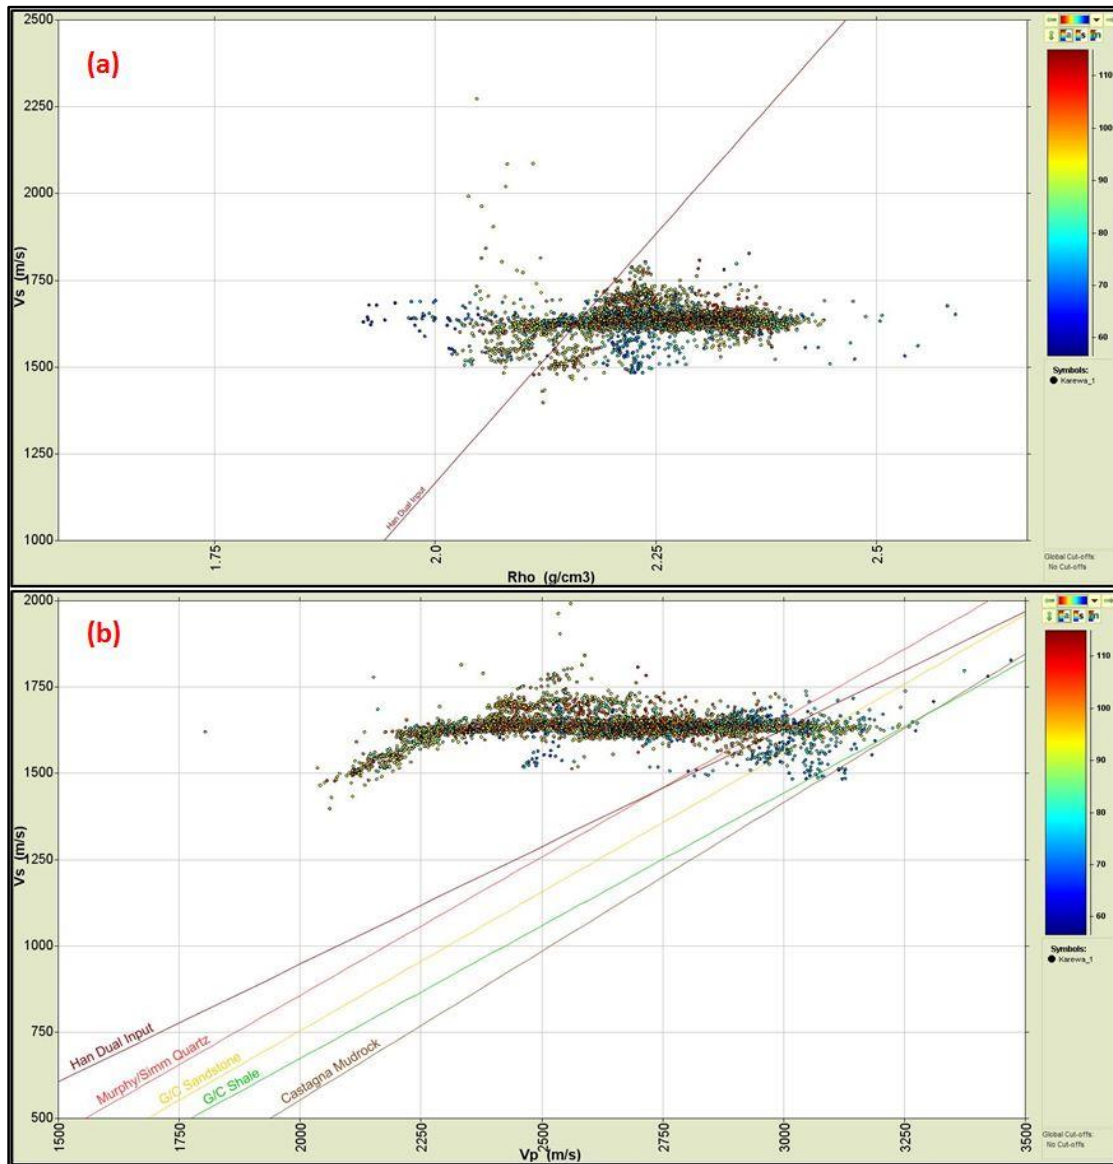 (a)
2500
2250
2000
1750
1500
1250
1000
Vs (m/s)
Han Dual Input
1.75
2.0
2.25
2.5
Rho (g/cm3)
110
100
90
80
70
60
Symbols:
Karewa_1
Global Cut-offs:
No Cut-offs
(b)
2000
1750
1500
1250
1000
750
500
Vs (m/s)
Han Dual Input
Murphy/Simm Quartz
G/C Sandstone
G/C Shale
Castagna Mudrock
1500
1750
2000
2250
2500
2750
3000
3250
3500
Vp (m/s)
110
100
90
80
70
60
Symbols:
Karewa_1
Global Cut-offs:
No Cut-offs